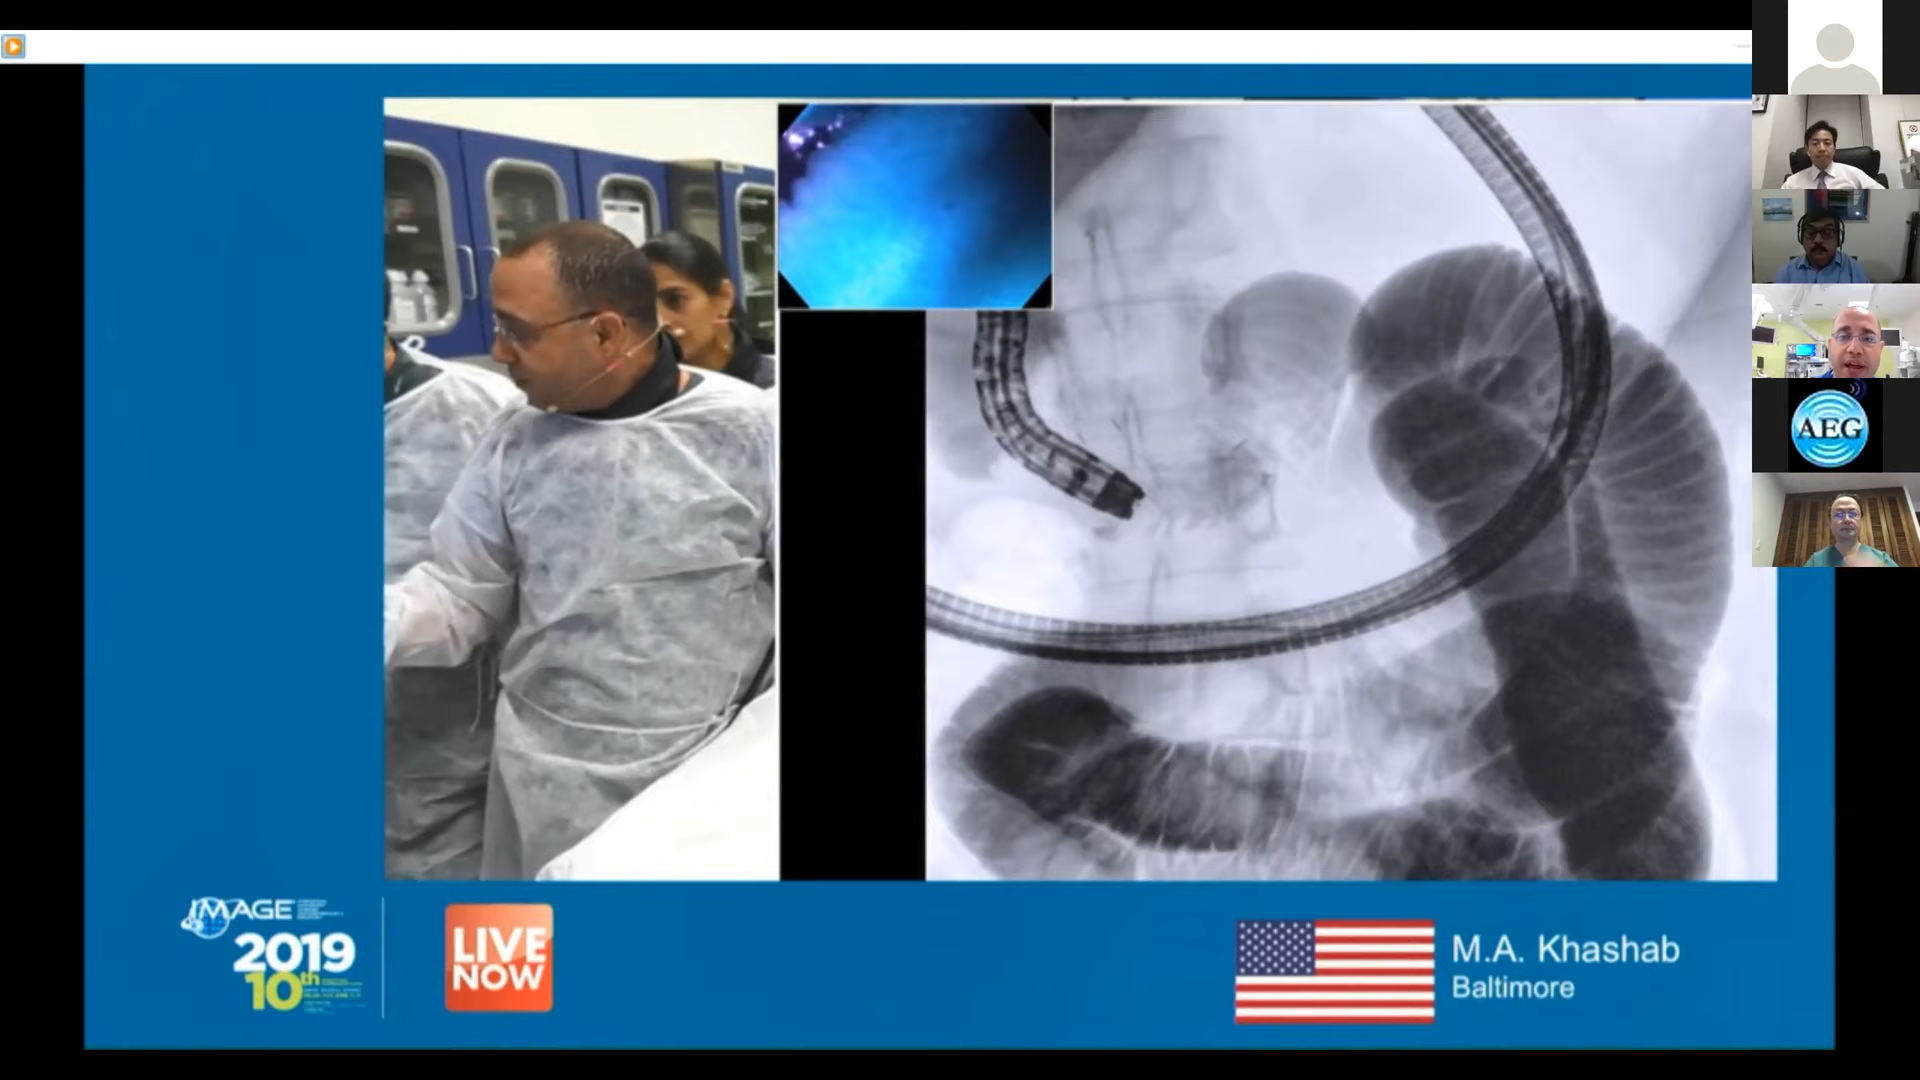 AEG
IMAGE
2019
10th
LIVE
NOW
M.A. Khashab
Baltimore